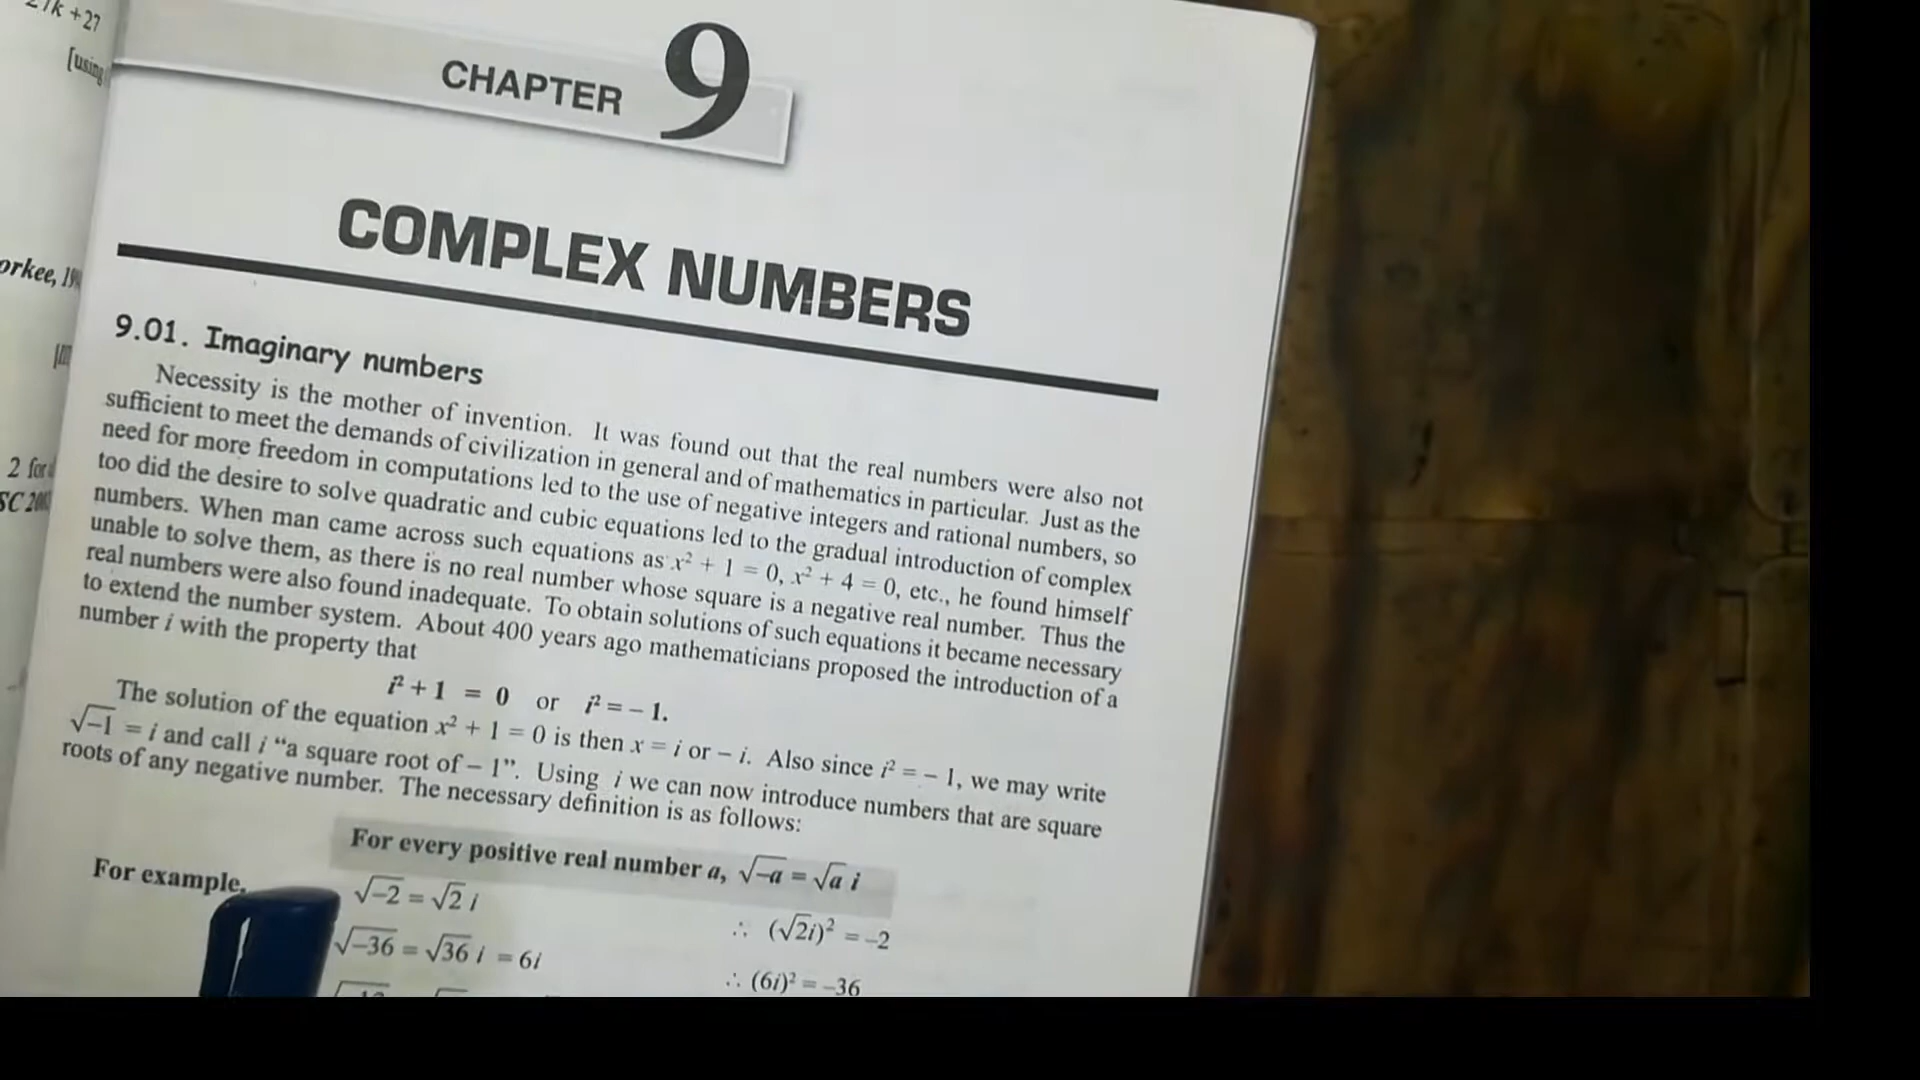 +27
[using
orkee, 19
2 for
SC 20
CHAPTER 9
COMPLEX NUMBERS
9.01. Imaginary numbers
Necessity is the mother of invention. It was found out that the real numbers were also not
sufficient to meet the demands of civilization in general and of mathematics in particular. Just as the
need for more freedom in computations led to the use of negative integers and rational numbers, so
too did the desire to solve quadratic and cubic equations led to the gradual introduction of complex
numbers. When man came across such equations as x² + 1 = 0, x² + 4 = 0, etc., he found himself
unable to solve them, as there is no real number whose square is a negative real number. Thus the
real numbers were also found inadequate. To obtain solutions of such equations it became necessary
to extend the number system. About 400 years ago mathematicians proposed the introduction of a
number i with the property that
i² + 1 = 0 or i² = – 1.
The solution of the equation x² + 1 = 0 is then x = i or – i. Also since i² = – 1, we may write
√–1 = i and call i “a square root of – 1”. Using i we can now introduce numbers that are square
roots of any negative number. The necessary definition is as follows:
For every positive real number a, √–a = √a i
For example, √–2 = √2 i ∴ (√2i)² = –2
√–36 = √36 i = 6i ∴ (6i)² = –36